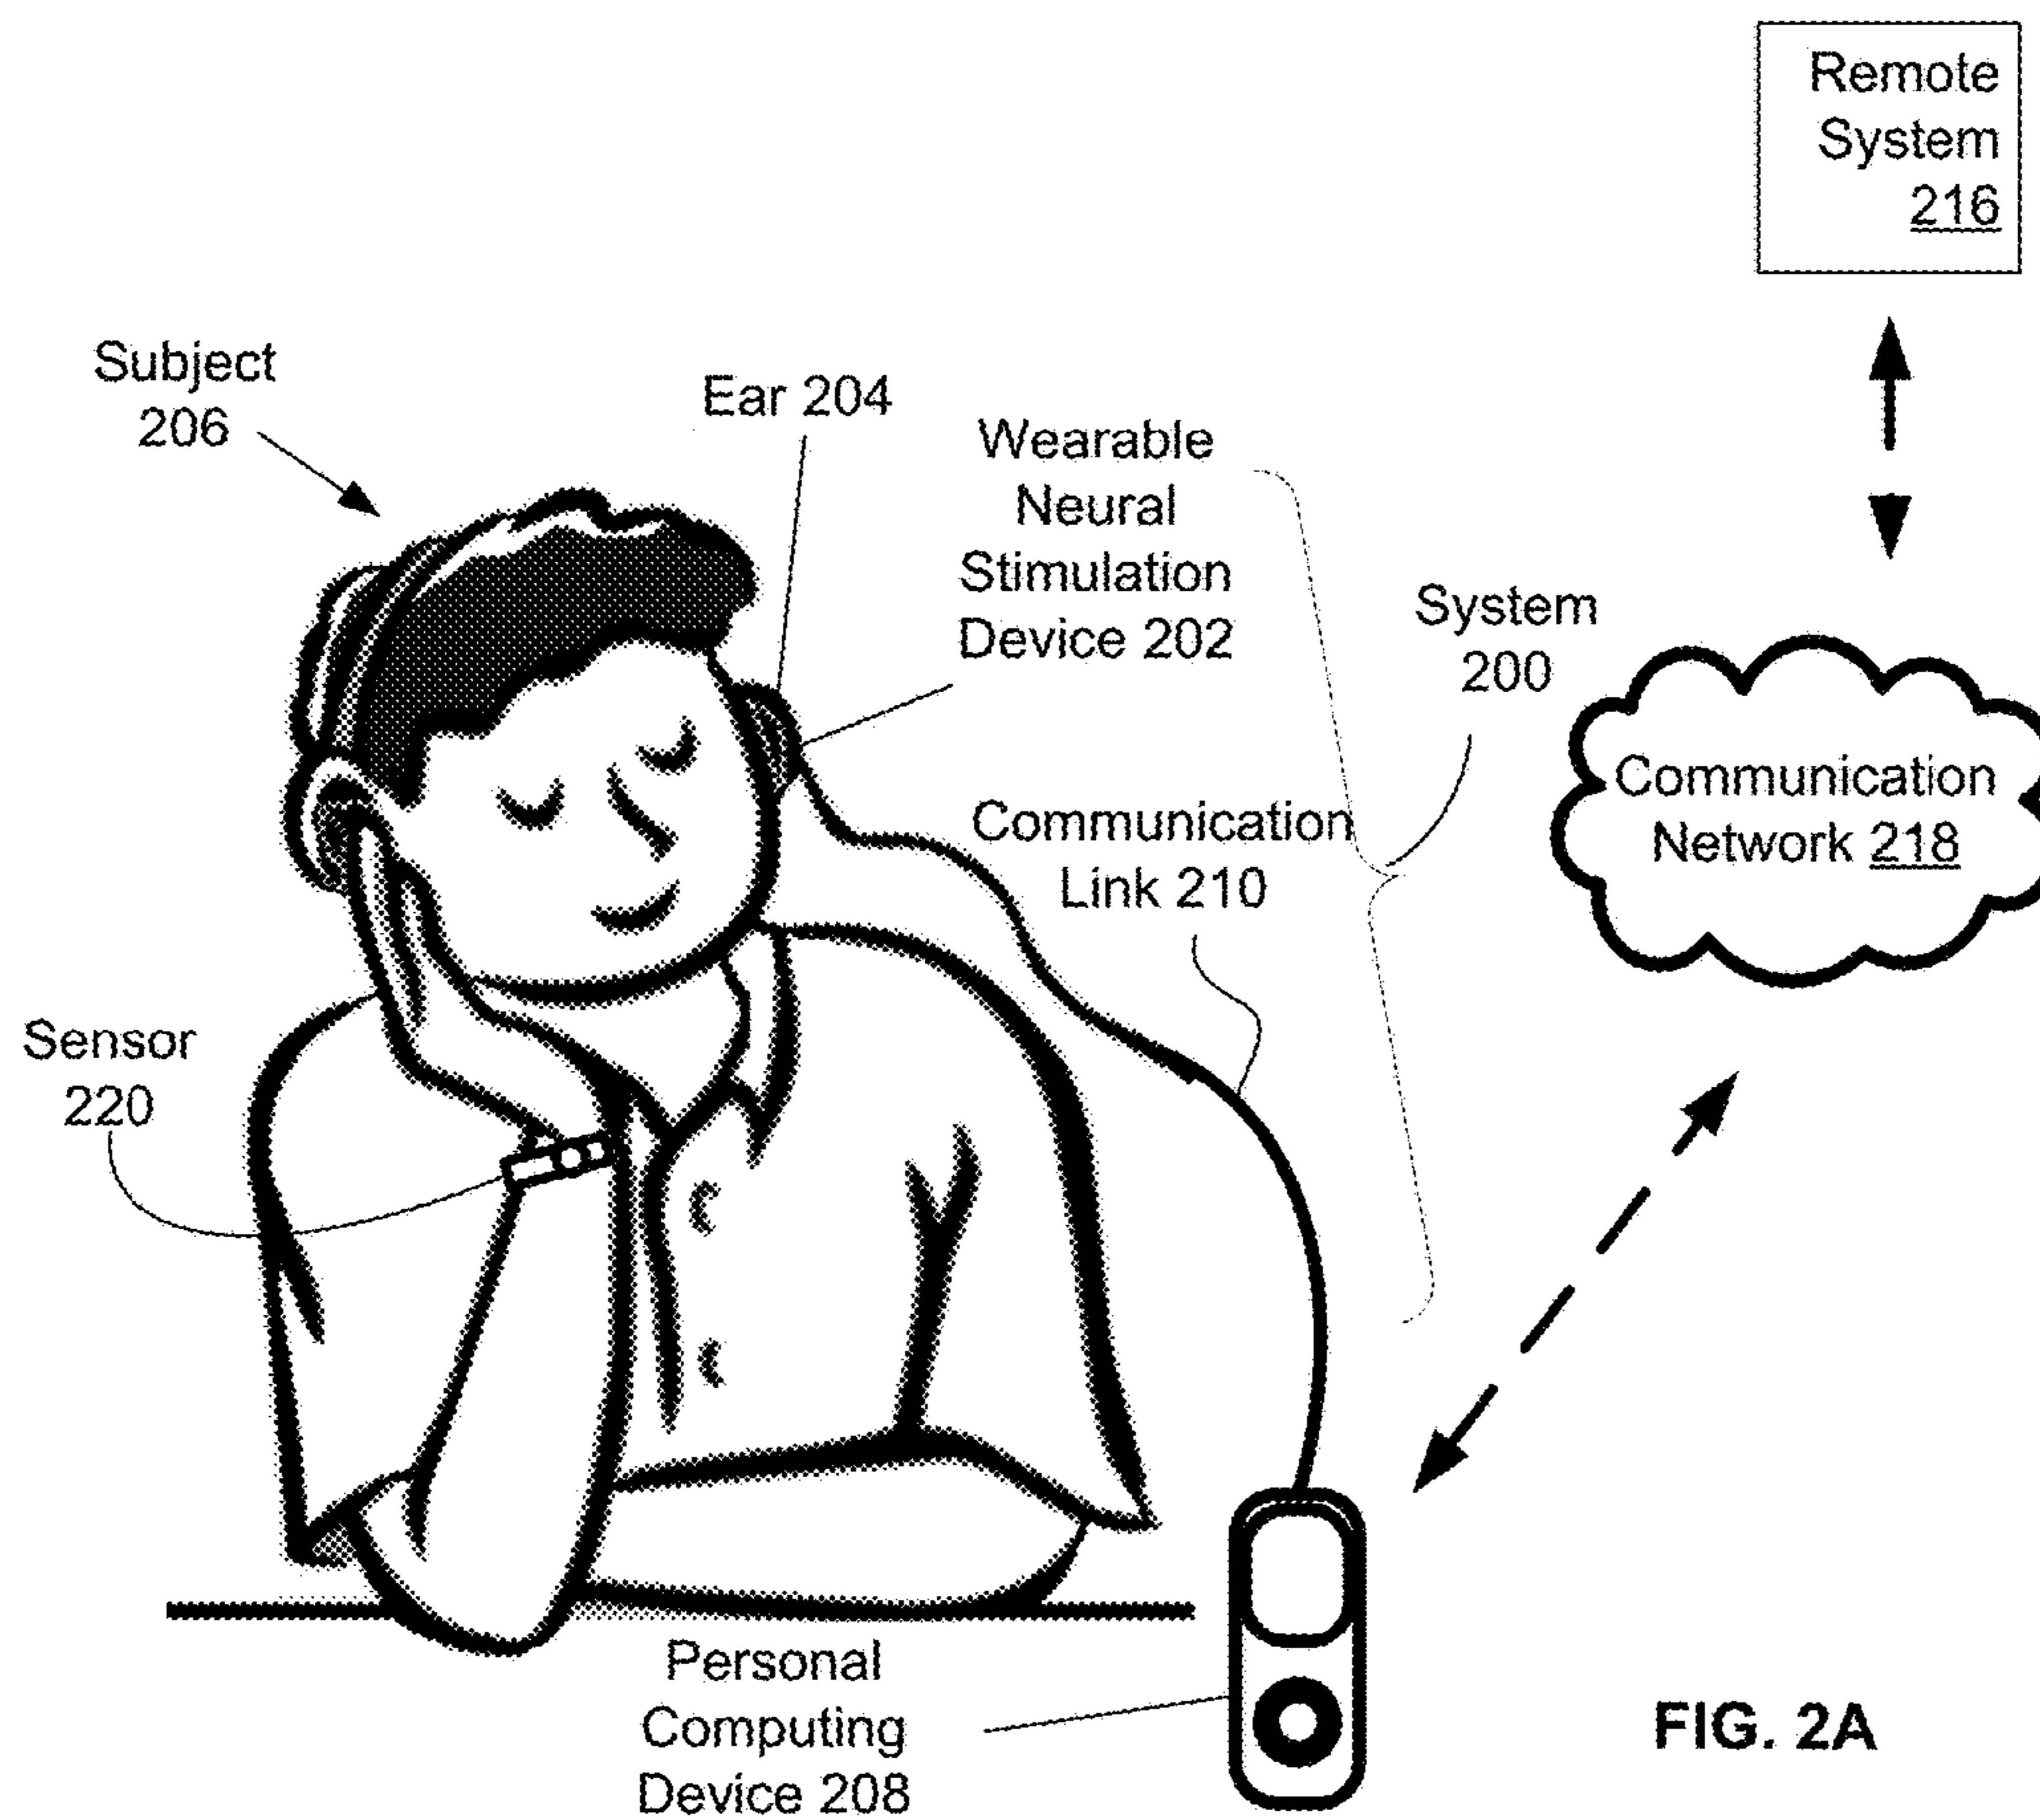 Remote
System
216
Subject
206
Ear 204
Wearable
Neural
Stimulation
Device 202
System
200
Communication
Network 218
Communication
Link 210
Sensor
220
Personal
Computing
Device 208
FIG. 2A